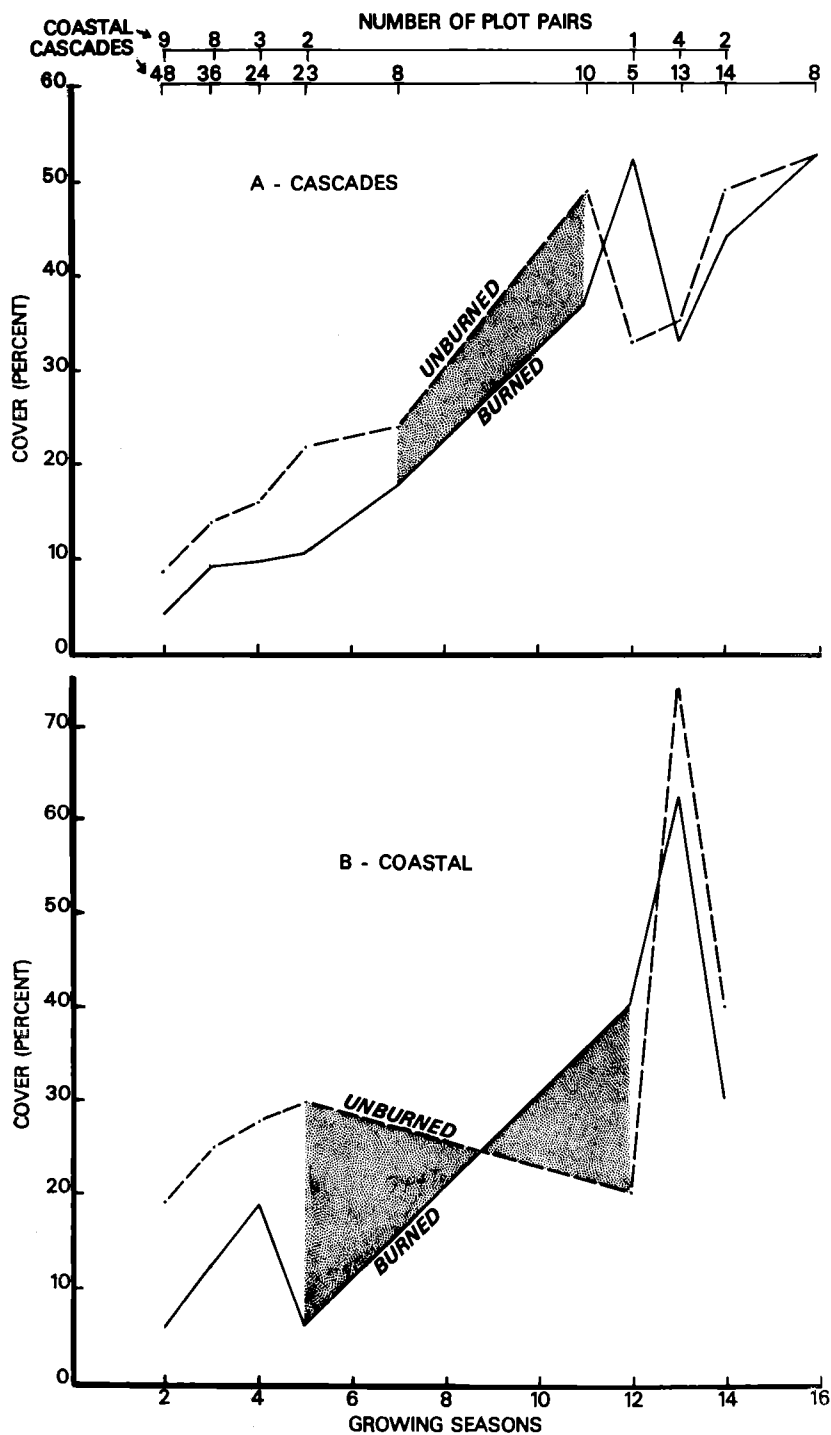 NUMBER OF PLOT PAIRS
COASTAL 9 8 3 2 1 4 2
CASCADES 48 36 24 23 8 10 5 13 14 8
60
50
40
30
20
10
0
A - CASCADES
UNBURNED
BURNED
COVER (PERCENT)
70
60
50
40
30
20
10
0
B - COASTAL
UNBURNED
BURNED
COVER (PERCENT)
2 4 6 8 10 12 14 16
GROWING SEASONS